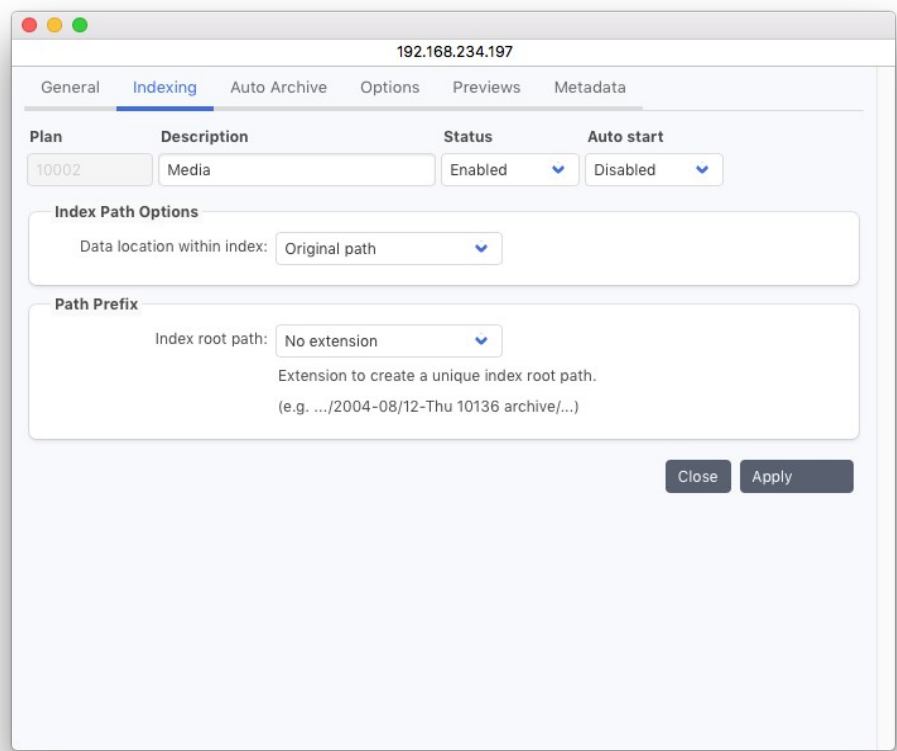 192.168.234.197
General Indexing Auto Archive Options Previews Metadata
Plan Description Status Auto start
10002 Media Enabled Disabled
Index Path Options
Data location within index: Original path
Path Prefix
Index root path: No extension
Extension to create a unique index root path.
(e.g. .../2004-08/12-Thu 10136 archive/...)
Close Apply